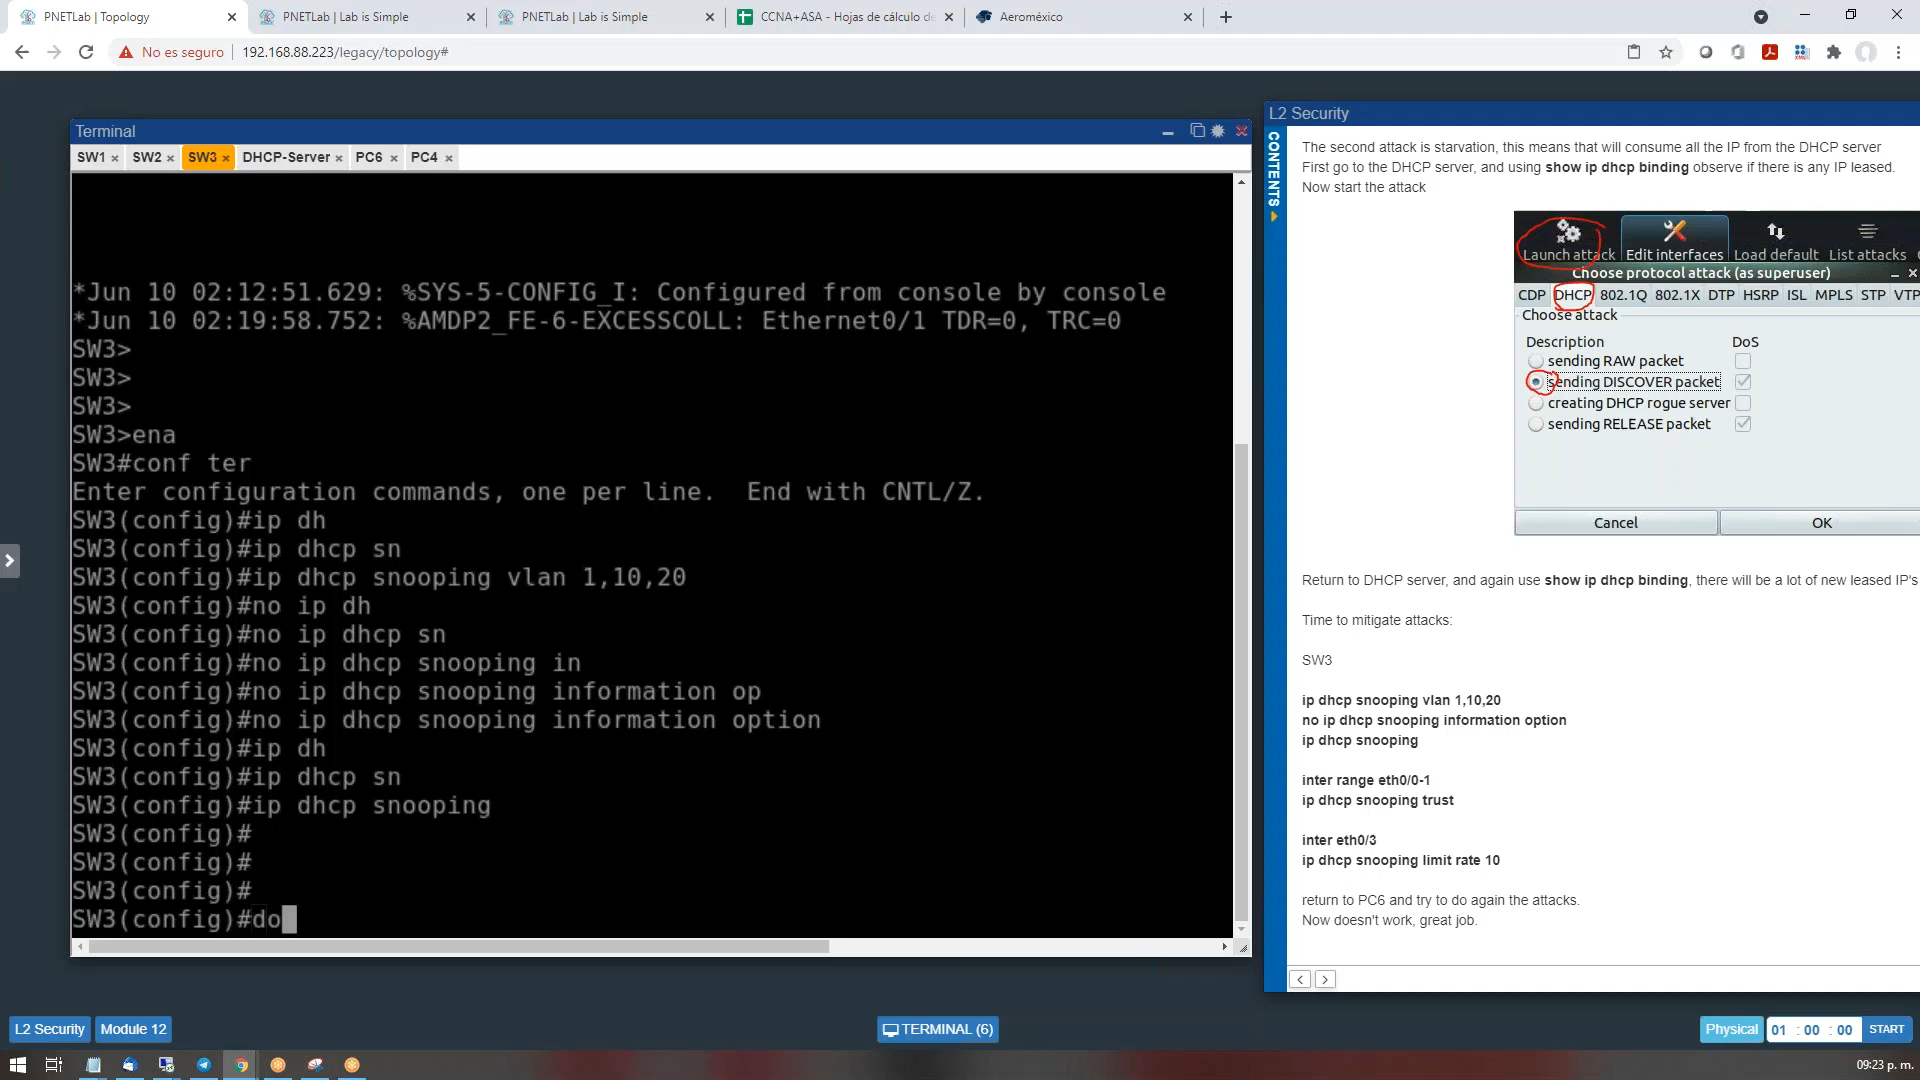 PNETLab | Topology
PNETLab | Lab is Simple
PNETLab | Lab is Simple
CCNA+ASA - Hojas de cálculo de
Aeroméxico
No es seguro
192.168.88.223/legacy/topology#
Terminal
SW1
SW2
SW3
DHCP-Server
PC6
PC4
*Jun 10 02:12:51.629: %SYS-5-CONFIG_I: Configured from console by console
*Jun 10 02:19:58.752: %AMDP2_FE-6-EXCESSCOLL: Ethernet0/1 TDR=0, TRC=0
SW3>
SW3>
SW3>
SW3>ena
SW3#conf ter
Enter configuration commands, one per line.  End with CNTL/Z.
SW3(config)#ip dh
SW3(config)#ip dhcp sn
SW3(config)#ip dhcp snooping vlan 1,10,20
SW3(config)#no ip dh
SW3(config)#no ip dhcp sn
SW3(config)#no ip dhcp snooping in
SW3(config)#no ip dhcp snooping information op
SW3(config)#no ip dhcp snooping information option
SW3(config)#ip dh
SW3(config)#ip dhcp sn
SW3(config)#ip dhcp snooping
SW3(config)#
SW3(config)#
SW3(config)#
SW3(config)#do
L2 Security
CONTENTS
The second attack is starvation, this means that will consume all the IP from the DHCP server
First go to the DHCP server, and using show ip dhcp binding observe if there is any IP leased.
Now start the attack
Launch attack
Edit interfaces
Load default
List attacks
Choose protocol attack (as superuser)
CDP DHCP 802.1Q 802.1X DTP HSRP ISL MPLS STP VTP
Choose attack
Description DoS
sending RAW packet
sending DISCOVER packet
creating DHCP rogue server
sending RELEASE packet
Cancel
OK
Return to DHCP server, and again use show ip dhcp binding, there will be a lot of new leased IP's
Time to mitigate attacks:
SW3
ip dhcp snooping vlan 1,10,20
no ip dhcp snooping information option
ip dhcp snooping
inter range eth0/0-1
ip dhcp snooping trust
inter eth0/3
ip dhcp snooping limit rate 10
return to PC6 and try to do again the attacks.
Now doesn't work, great job.
L2 Security
Module 12
TERMINAL (6)
Physical
01 : 00 : 00
START
09:23 p. m.